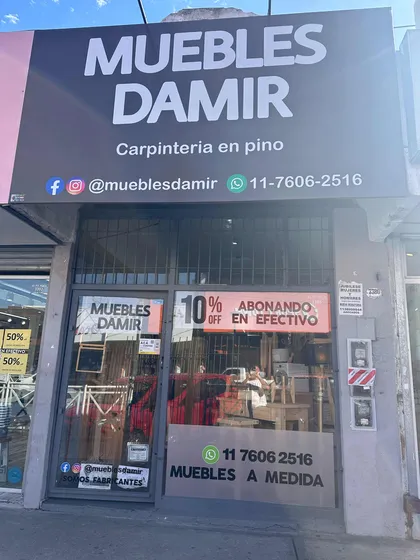 MUEBLES
DAMIR
Carpinteria en pino
@mueblesdamir 11-7606-2516
MUEBLES
DAMIR
10%
OFF
ABONANDO
EN EFECTIVO
50%
EFECTIVO
50%
11 7606 2516
MUEBLES A MEDIDA
@mueblesdamir
SOMOS FABRICANTES